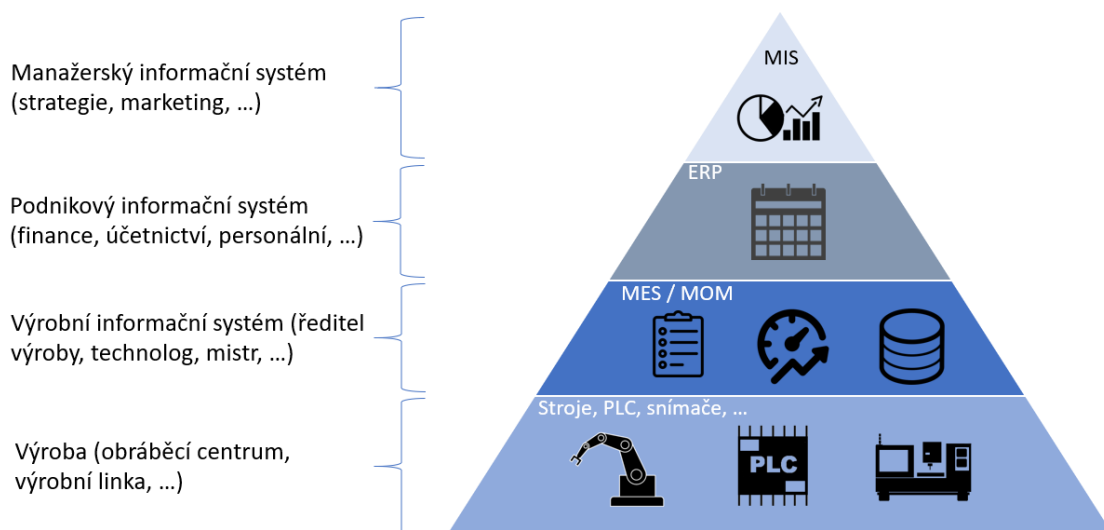 Manažerský informační systém
(strategie, marketing, …)
MIS
Podnikový informační systém
(finance, účetnictví, personální, …)
ERP
Výrobní informační systém (ředitel
výroby, technolog, mistr, …)
MES / MOM
Výroba (obráběcí centrum,
výrobní linka, …)
Stroje, PLC, snímače, …
PLC